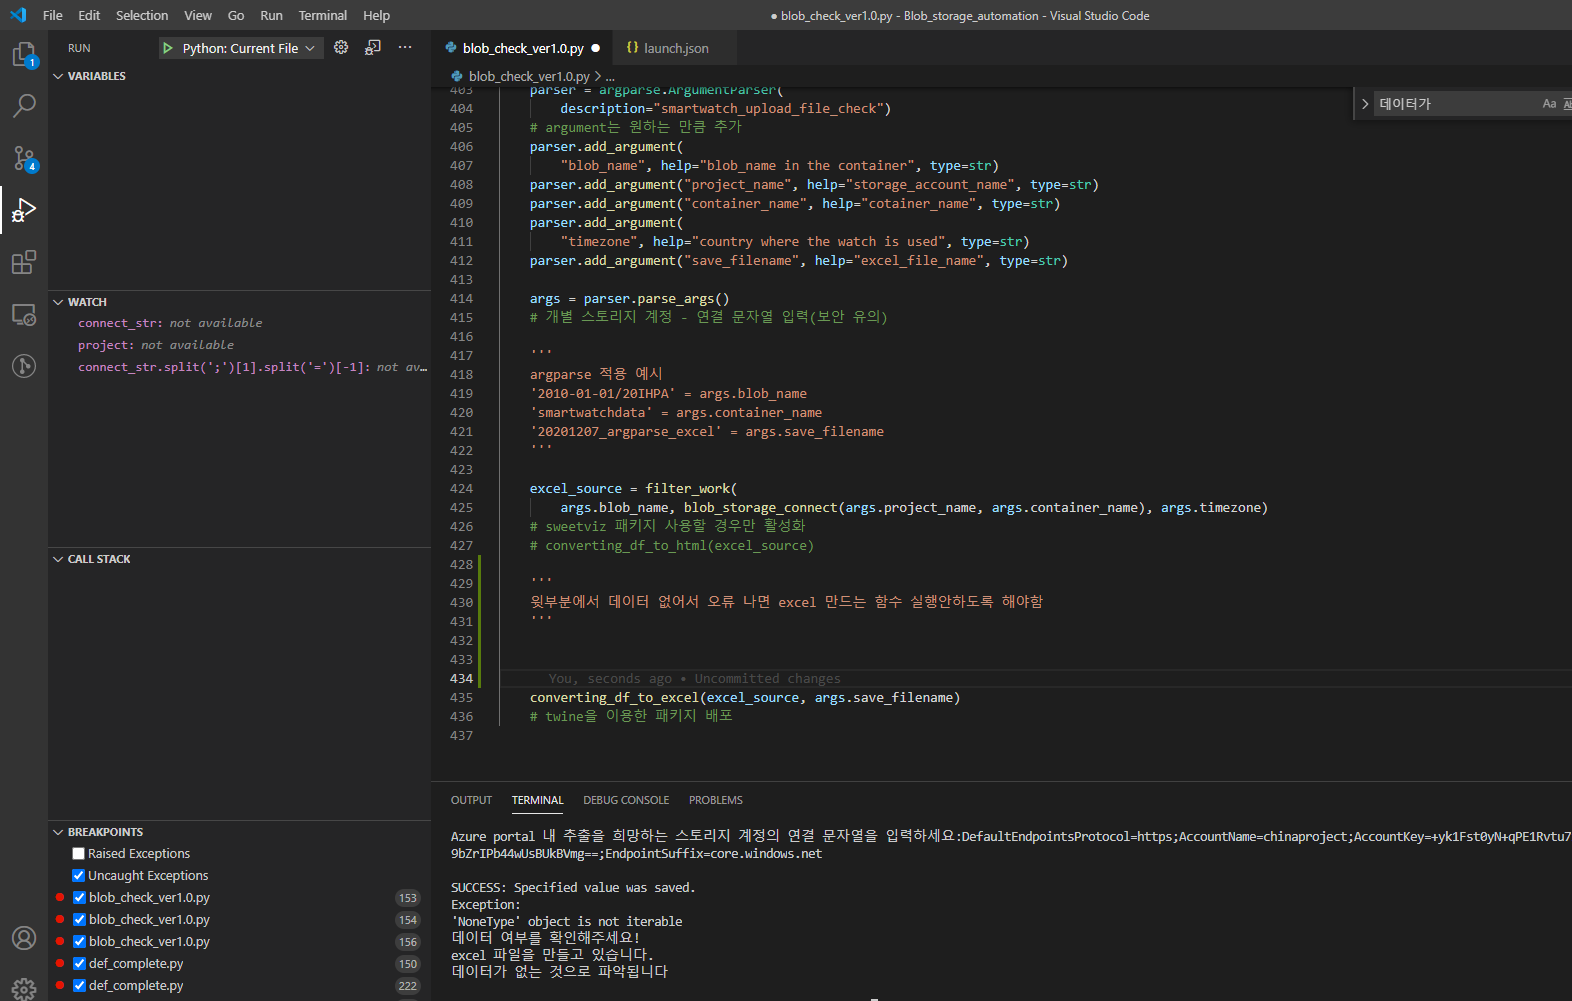 File Edit Selection View Go Run Terminal Help
● blob_check_ver1.0.py - Blob_storage_automation - Visual Studio Code
RUN Python: Current File ...
blob_check_ver1.0.py ● {} launch.json
VARIABLES
blob_check_ver1.0.py > ...
데이터가 Aa
403 parser = argparse.ArgumentParser(
404 description="smartwatch_upload_file_check")
405 # argument는 원하는 만큼 추가
406 parser.add_argument(
407 "blob_name", help="blob_name in the container", type=str)
408 parser.add_argument("project_name", help="storage_account_name", type=str)
409 parser.add_argument("container_name", help="cotainer_name", type=str)
410 parser.add_argument(
411 "timezone", help="country where the watch is used", type=str)
412 parser.add_argument("save_filename", help="excel_file_name", type=str)
413
414 args = parser.parse_args()
415 # 개별 스토리지 계정 - 연결 문자열 입력(보안 유의)
416
417 '''
418 argparse 적용 예시
419 '2010-01-01/20IHPA' = args.blob_name
420 'smartwatchdata' = args.container_name
421 '20201207_argparse_excel' = args.save_filename
422 '''
423
424 excel_source = filter_work(
425 args.blob_name, blob_storage_connect(args.project_name, args.container_name), args.timezone)
426 # sweetviz 패키지 사용할 경우만 활성화
427 # converting_df_to_html(excel_source)
428
429 '''
430 윗부분에서 데이터 없어서 오류 나면 excel 만드는 함수 실행안하도록 해야함
431 '''
432
433
434 You, seconds ago • Uncommitted changes
435 converting_df_to_excel(excel_source, args.save_filename)
436 # twine을 이용한 패키지 배포
437
WATCH
connect_str: not available
project: not available
connect_str.split(';')[1].split('=')[-1]: not av…
CALL STACK
BREAKPOINTS
Raised Exceptions
Uncaught Exceptions
blob_check_ver1.0.py 153
blob_check_ver1.0.py 154
blob_check_ver1.0.py 156
def_complete.py 150
def_complete.py 222
1
4
OUTPUT TERMINAL DEBUG CONSOLE PROBLEMS
Azure portal 내 추출을 희망하는 스토리지 계정의 연결 문자열을 입력하세요:DefaultEndpointsProtocol=https;AccountName=chinaproject;AccountKey=+yk1Fst0yN+qPE1Rvtu7
9bZrIPb44wUsBUkBVmg==;EndpointSuffix=core.windows.net
SUCCESS: Specified value was saved.
Exception:
'NoneType' object is not iterable
데이터 여부를 확인해주세요!
excel 파일을 만들고 있습니다.
데이터가 없는 것으로 파악됩니다